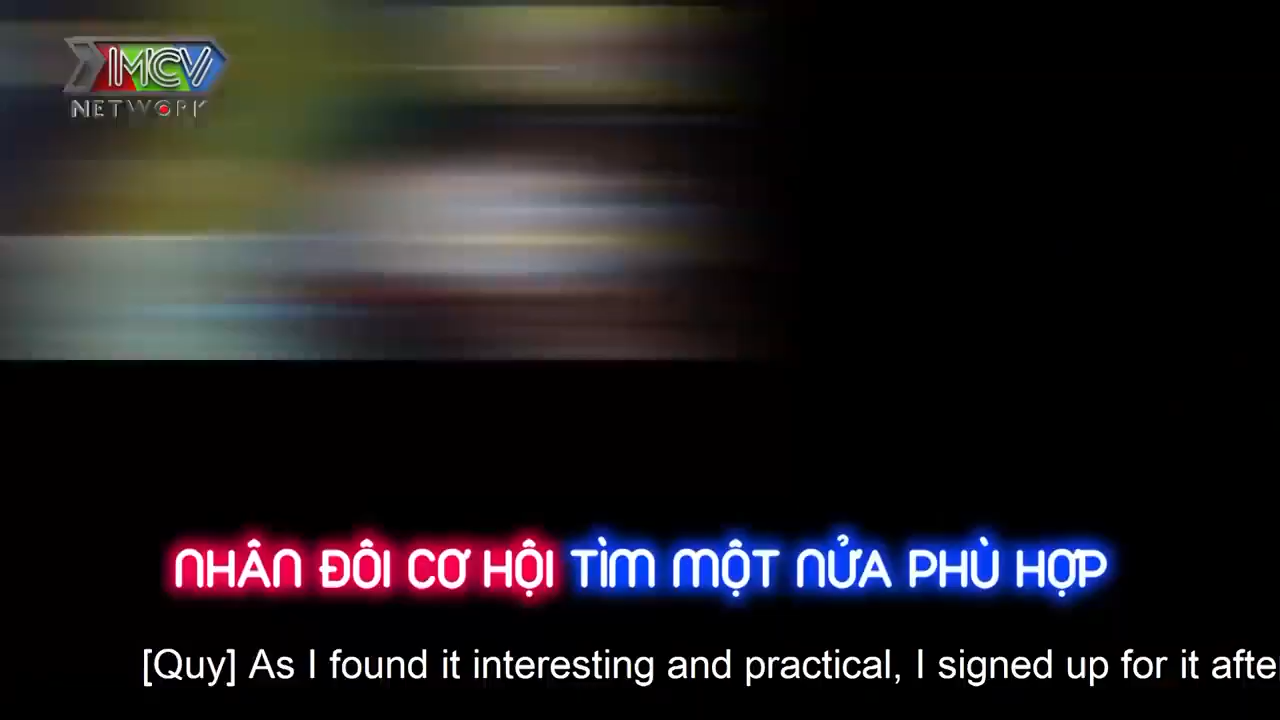 MCV
NETWORK
NHÂN ĐÔI CƠ HỘI TÌM MỘT NỬA PHÙ HỢP
[Quy] As I found it interesting and practical, I signed up for it afte